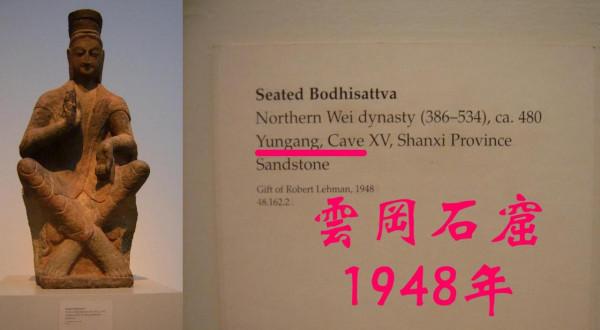 Seated Bodhisattva
Northern Wei dynasty (386–534), ca. 480
Yungang, Cave XV, Shanxi Province
Sandstone
Gift of Robert Lehman, 1948
48.162.2
雲岡石窟
1948年